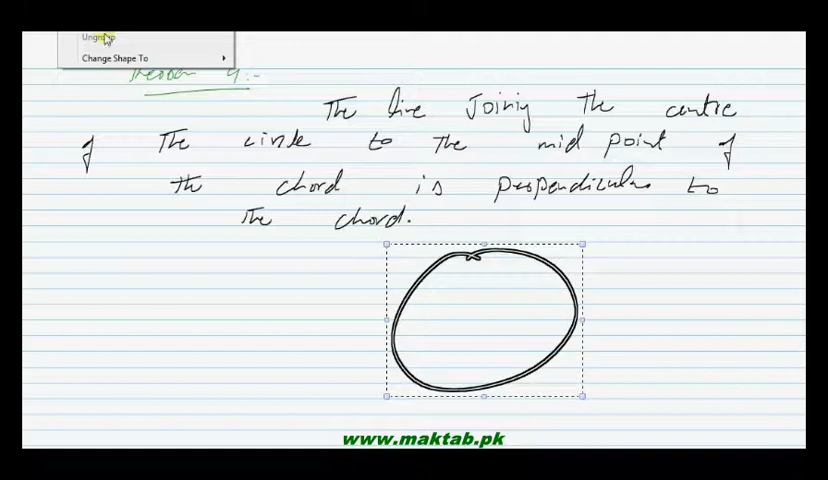 Ungroup
Change Shape To
Theorem 4:-
The line Joining the centre
of The circle to the mid point of
the chord is perpendicular to
the chord.
www.maktab.pk